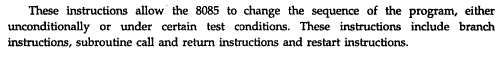 These instructions allow the 8085 to change the sequence of the program, either
unconditionally or under certain test conditions. These instructions include branch
instructions, subroutine call and return instructions and restart instructions.